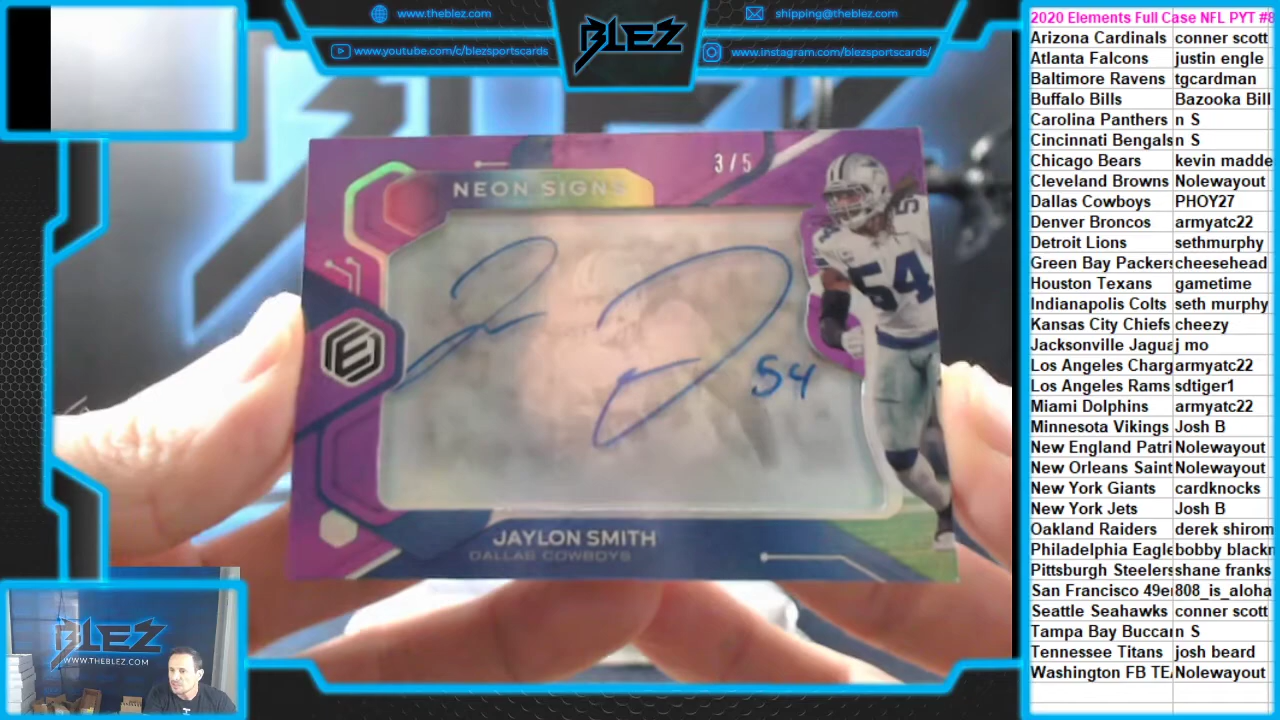 www.theblez.com
shipping@theblez.com
www.youtube.com/c/blezsportscards
www.instagram.com/blezsportscards/
BLEZ
3/5
NEON SIGNS
54
54
54
JAYLON SMITH
DALLAS COWBOYS
BLEZ
WWW.THEBLEZ.COM
2020 Elements Full Case NFL PYT #8
Arizona Cardinals conner scott
Atlanta Falcons justin engle
Baltimore Ravens tgcardman
Buffalo Bills Bazooka Bill
Carolina Panthers n S
Cincinnati Bengals n S
Chicago Bears kevin madde
Cleveland Browns Nolewayout
Dallas Cowboys PHOY27
Denver Broncos armyatc22
Detroit Lions sethmurphy
Green Bay Packers cheesehead
Houston Texans gametime
Indianapolis Colts seth murphy
Kansas City Chiefs cheezy
Jacksonville Jagua j mo
Los Angeles Charg armyatc22
Los Angeles Rams sdtiger1
Miami Dolphins armyatc22
Minnesota Vikings Josh B
New England Patri Nolewayout
New Orleans Saint Nolewayout
New York Giants cardknocks
New York Jets Josh B
Oakland Raiders derek shirom
Philadelphia Eagle bobby blackn
Pittsburgh Steelers shane franks
San Francisco 49e 808_is_aloha
Seattle Seahawks conner scott
Tampa Bay Buccan n S
Tennessee Titans josh beard
Washington FB TEA Nolewayout